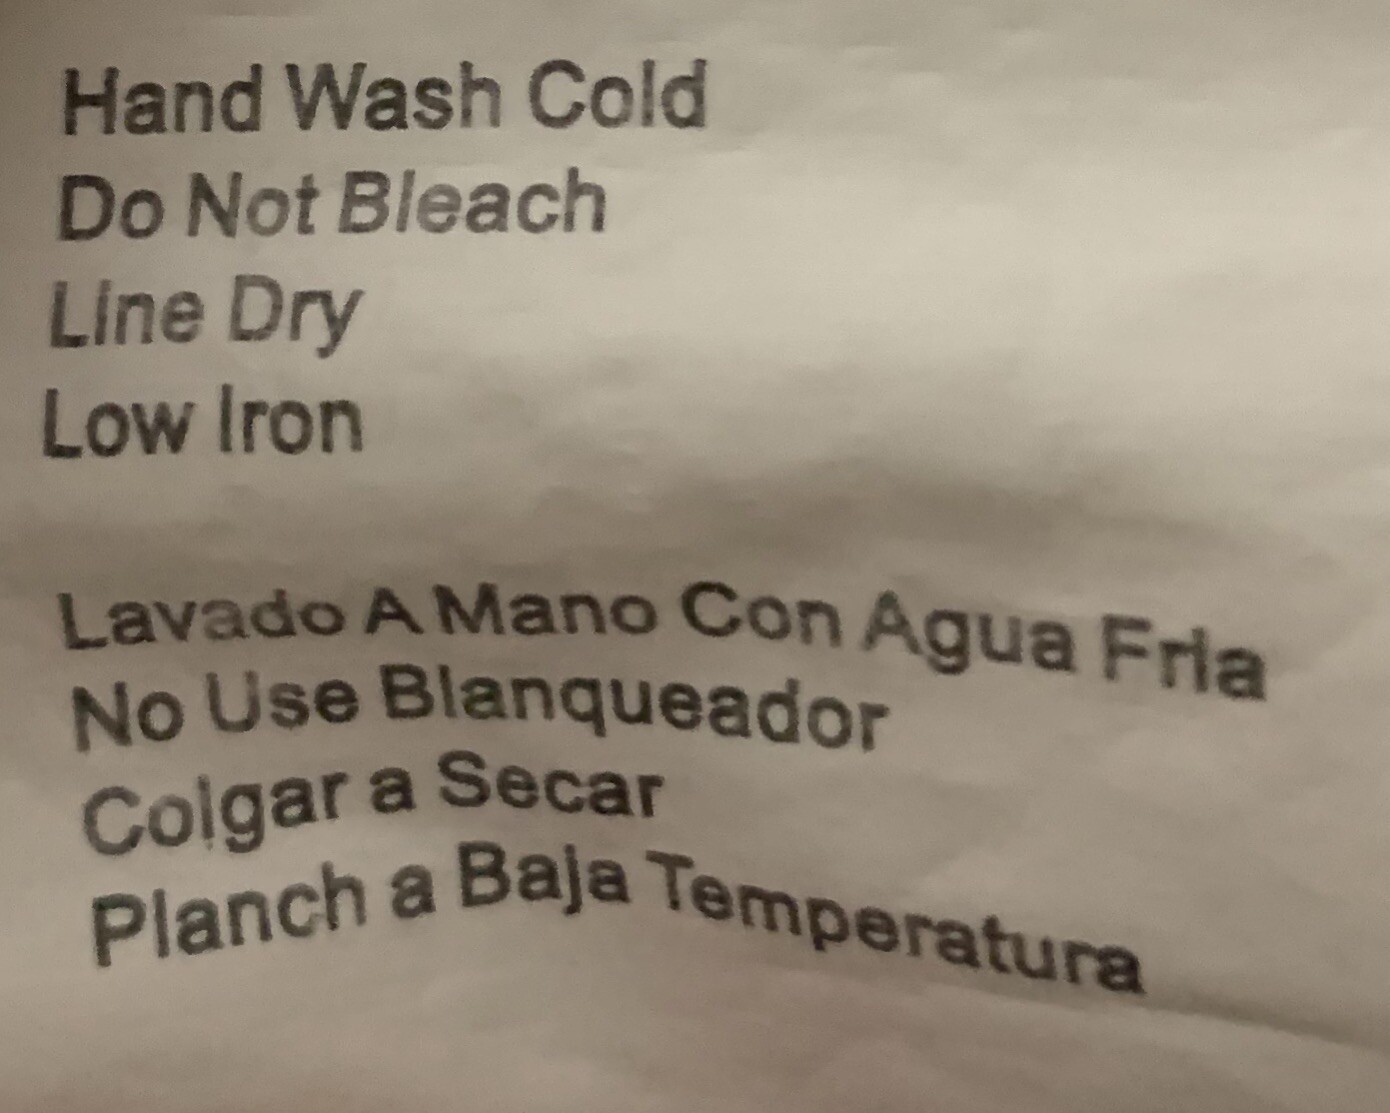 Hand Wash Cold
Do Not Bleach
Line Dry
Low Iron
Lavado A Mano Con Agua Fria
No Use Blanqueador
Colgar a Secar
Planch a Baja Temperatura